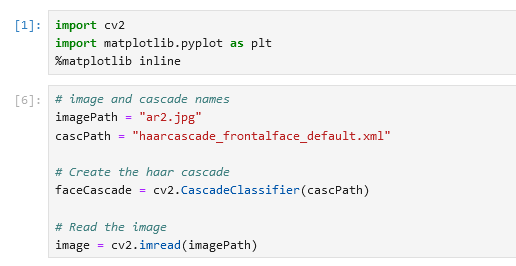 [1]: import cv2
import matplotlib.pyplot as plt
%matplotlib inline
[6]: # image and cascade names
imagePath = "ar2.jpg"
cascPath = "haarcascade_frontalface_default.xml"
# Create the haar cascade
faceCascade = cv2.CascadeClassifier(cascPath)
# Read the image
image = cv2.imread(imagePath)